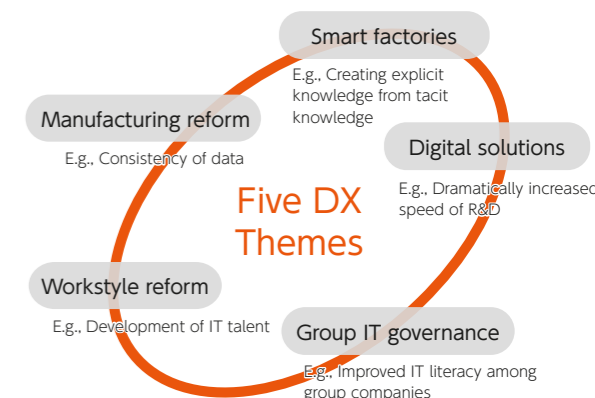 Smart factories
E.g., Creating explicit
knowledge from tacit
knowledge
Manufacturing reform
E.g., Consistency of data
Digital solutions
E.g., Dramatically increased
speed of R&D
Five DX
Themes
Workstyle reform
E.g., Development of IT talent
Group IT governance
E.g., Improved IT literacy among
group companies